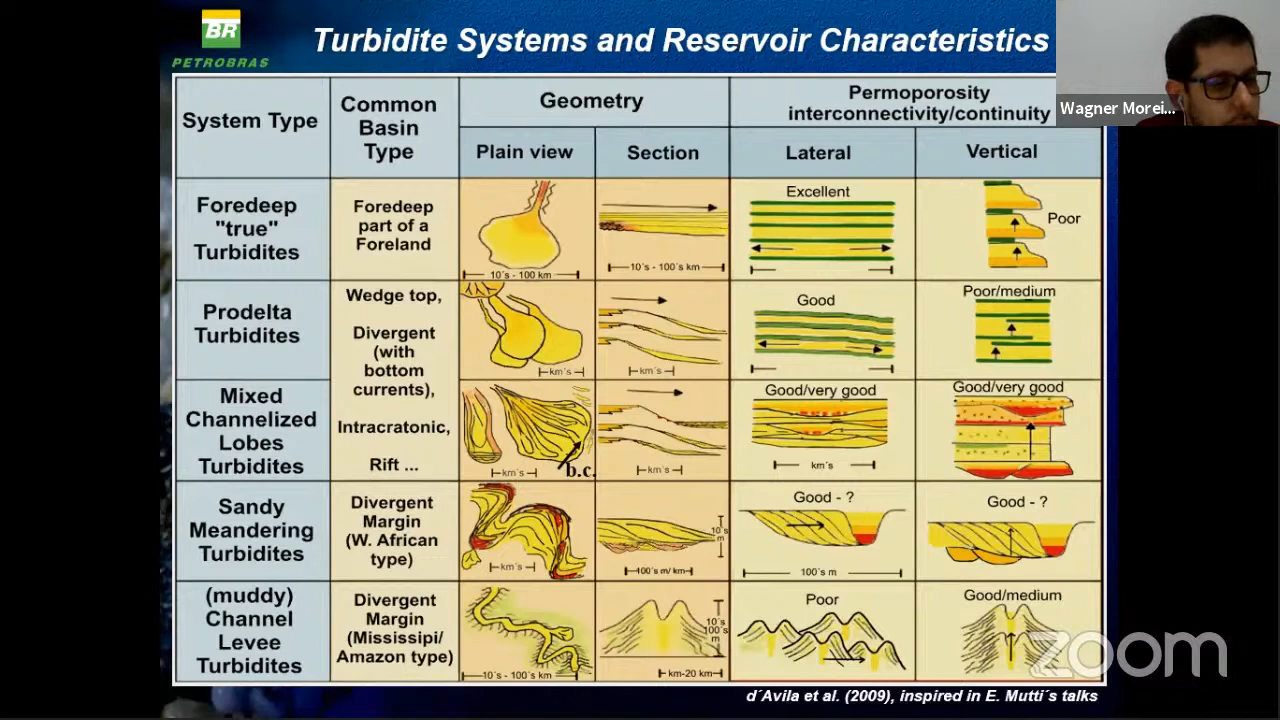 BR
PETROBRAS
Turbidite Systems and Reservoir Characteristics
Wagner Morei...
System Type
Common
Basin
Type
Geometry
Plain view
Section
Permoporosity
interconnectivity/continuity
Lateral
Vertical
Foredeep
"true"
Turbidites
Foredeep
part of a
Foreland
10´s - 100 km
10´s - 100´s km
Excellent
Poor
Prodelta
Turbidites
Wedge top,
Divergent
(with
bottom
currents),
Intracratonic,
Rift ...
km´s
km´s
Good
Poor/medium
Mixed
Channelized
Lobes
Turbidites
km´s
b.c.
km´s
Good/very good
km´s
Good/very good
Sandy
Meandering
Turbidites
Divergent
Margin
(W. African
type)
km´s
10´s
m
100´s m/ km
Good - ?
100´s m
Good - ?
(muddy)
Channel
Levee
Turbidites
Divergent
Margin
(Mississipi/
Amazon type)
10´s - 100´s km
10´s
100´s
m
km-20 km
Poor
Good/medium
zoom
d´Avila et al. (2009), inspired in E. Mutti´s talks